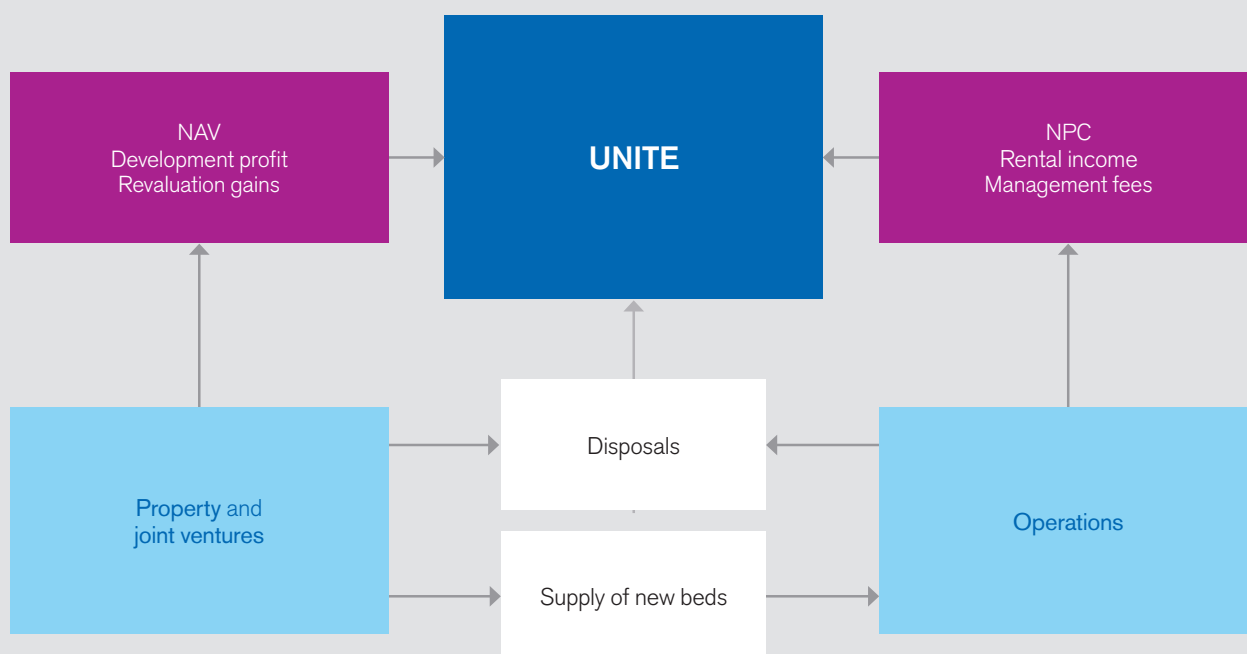 NAV
Development profit
Revaluation gains
UNITE
NPC
Rental income
Management fees
Disposals
Property and
joint ventures
Operations
Supply of new beds